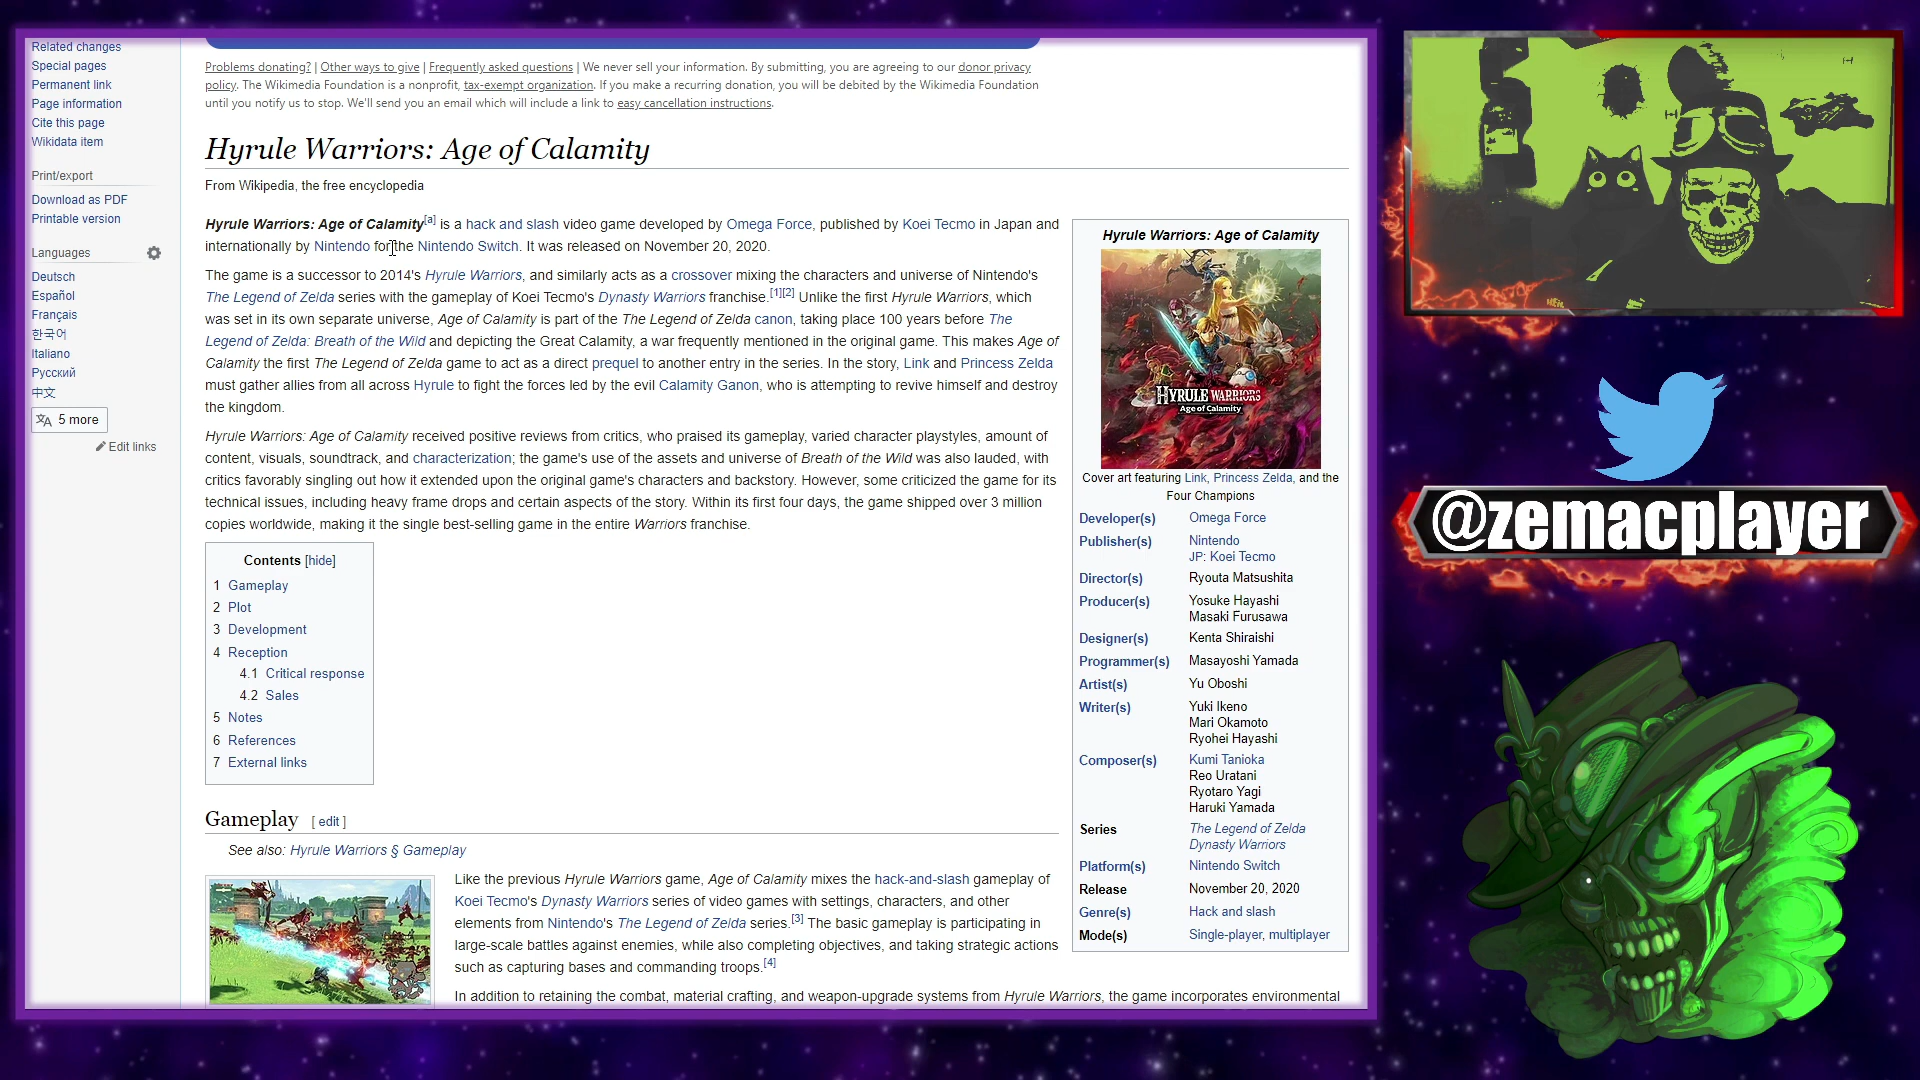 Related changes
Special pages
Permanent link
Page information
Cite this page
Wikidata item
Print/export
Download as PDF
Printable version
Languages
Deutsch
Español
Français
한국어
Italiano
Русский
中文
5 more
Edit links
Problems donating? | Other ways to give | Frequently asked questions | We never sell your information. By submitting, you are agreeing to our donor privacy
policy. The Wikimedia Foundation is a nonprofit, tax-exempt organization. If you make a recurring donation, you will be debited by the Wikimedia Foundation
until you notify us to stop. We'll send you an email which will include a link to easy cancellation instructions.
Hyrule Warriors: Age of Calamity
From Wikipedia, the free encyclopedia
Hyrule Warriors: Age of Calamity[a] is a hack and slash video game developed by Omega Force, published by Koei Tecmo in Japan and
internationally by Nintendo for the Nintendo Switch. It was released on November 20, 2020.
The game is a successor to 2014's Hyrule Warriors, and similarly acts as a crossover mixing the characters and universe of Nintendo's
The Legend of Zelda series with the gameplay of Koei Tecmo's Dynasty Warriors franchise.[1][2] Unlike the first Hyrule Warriors, which
was set in its own separate universe, Age of Calamity is part of the The Legend of Zelda canon, taking place 100 years before The
Legend of Zelda: Breath of the Wild and depicting the Great Calamity, a war frequently mentioned in the original game. This makes Age of
Calamity the first The Legend of Zelda game to act as a direct prequel to another entry in the series. In the story, Link and Princess Zelda
must gather allies from all across Hyrule to fight the forces led by the evil Calamity Ganon, who is attempting to revive himself and destroy
the kingdom.
Hyrule Warriors: Age of Calamity received positive reviews from critics, who praised its gameplay, varied character playstyles, amount of
content, visuals, soundtrack, and characterization; the game's use of the assets and universe of Breath of the Wild was also lauded, with
critics favorably singling out how it extended upon the original game's characters and backstory. However, some criticized the game for its
technical issues, including heavy frame drops and certain aspects of the story. Within its first four days, the game shipped over 3 million
copies worldwide, making it the single best-selling game in the entire Warriors franchise.
Contents [hide]
1 Gameplay
2 Plot
3 Development
4 Reception
4.1 Critical response
4.2 Sales
5 Notes
6 References
7 External links
Gameplay [ edit ]
See also: Hyrule Warriors § Gameplay
Like the previous Hyrule Warriors game, Age of Calamity mixes the hack-and-slash gameplay of
Koei Tecmo's Dynasty Warriors series of video games with settings, characters, and other
elements from Nintendo's The Legend of Zelda series.[3] The basic gameplay is participating in
large-scale battles against enemies, while also completing objectives, and taking strategic actions
such as capturing bases and commanding troops.[4]
In addition to retaining the combat, material crafting, and weapon-upgrade systems from Hyrule Warriors, the game incorporates environmental
Hyrule Warriors: Age of Calamity
HYRULE WARRIORS
Age of Calamity
Cover art featuring Link, Princess Zelda, and the
Four Champions
Developer(s) Omega Force
Publisher(s) Nintendo
JP: Koei Tecmo
Director(s) Ryouta Matsushita
Producer(s) Yosuke Hayashi
Masaki Furusawa
Designer(s) Kenta Shiraishi
Programmer(s) Masayoshi Yamada
Artist(s) Yu Oboshi
Writer(s) Yuki Ikeno
Mari Okamoto
Ryohei Hayashi
Composer(s) Kumi Tanioka
Reo Uratani
Ryotaro Yagi
Haruki Yamada
Series The Legend of Zelda
Dynasty Warriors
Platform(s) Nintendo Switch
Release November 20, 2020
Genre(s) Hack and slash
Mode(s) Single-player, multiplayer
@zemacplayer